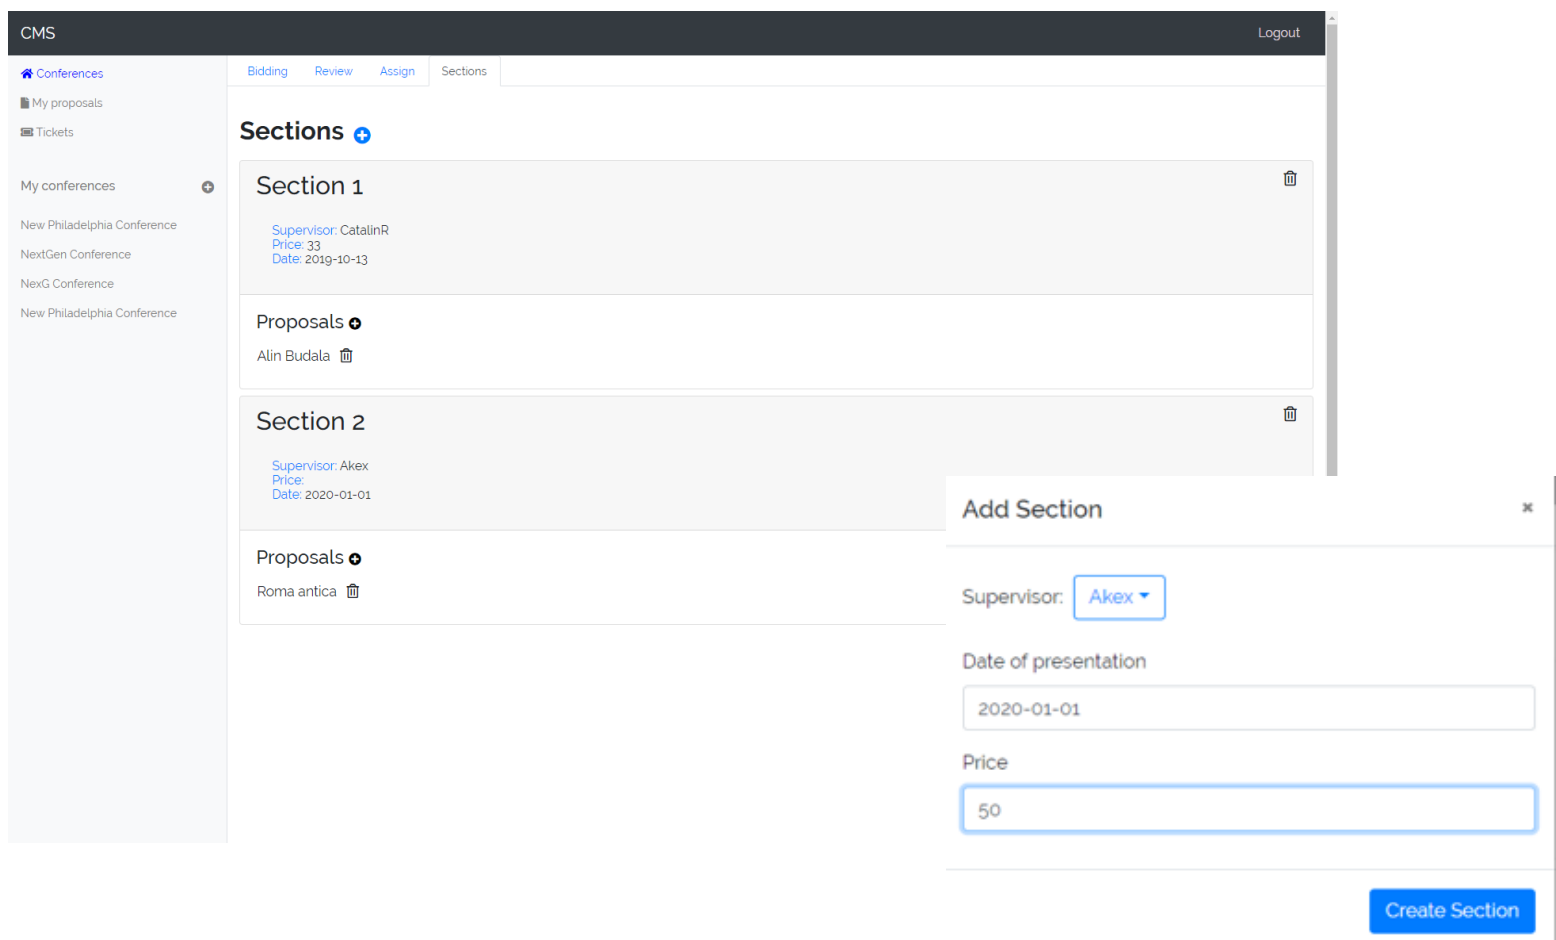 CMS
Logout
Conferences
My proposals
Tickets
My conferences
New Philadelphia Conference
NextGen Conference
NexG Conference
New Philadelphia Conference
Bidding Review Assign Sections
Sections
Section 1
Supervisor: CatalinR
Price: 33
Date: 2019-10-13
Proposals
Alin Budala
Section 2
Supervisor: Akex
Price:
Date: 2020-01-01
Proposals
Roma antica
Add Section
Supervisor: Akex
Date of presentation
2020-01-01
Price
50
Create Section